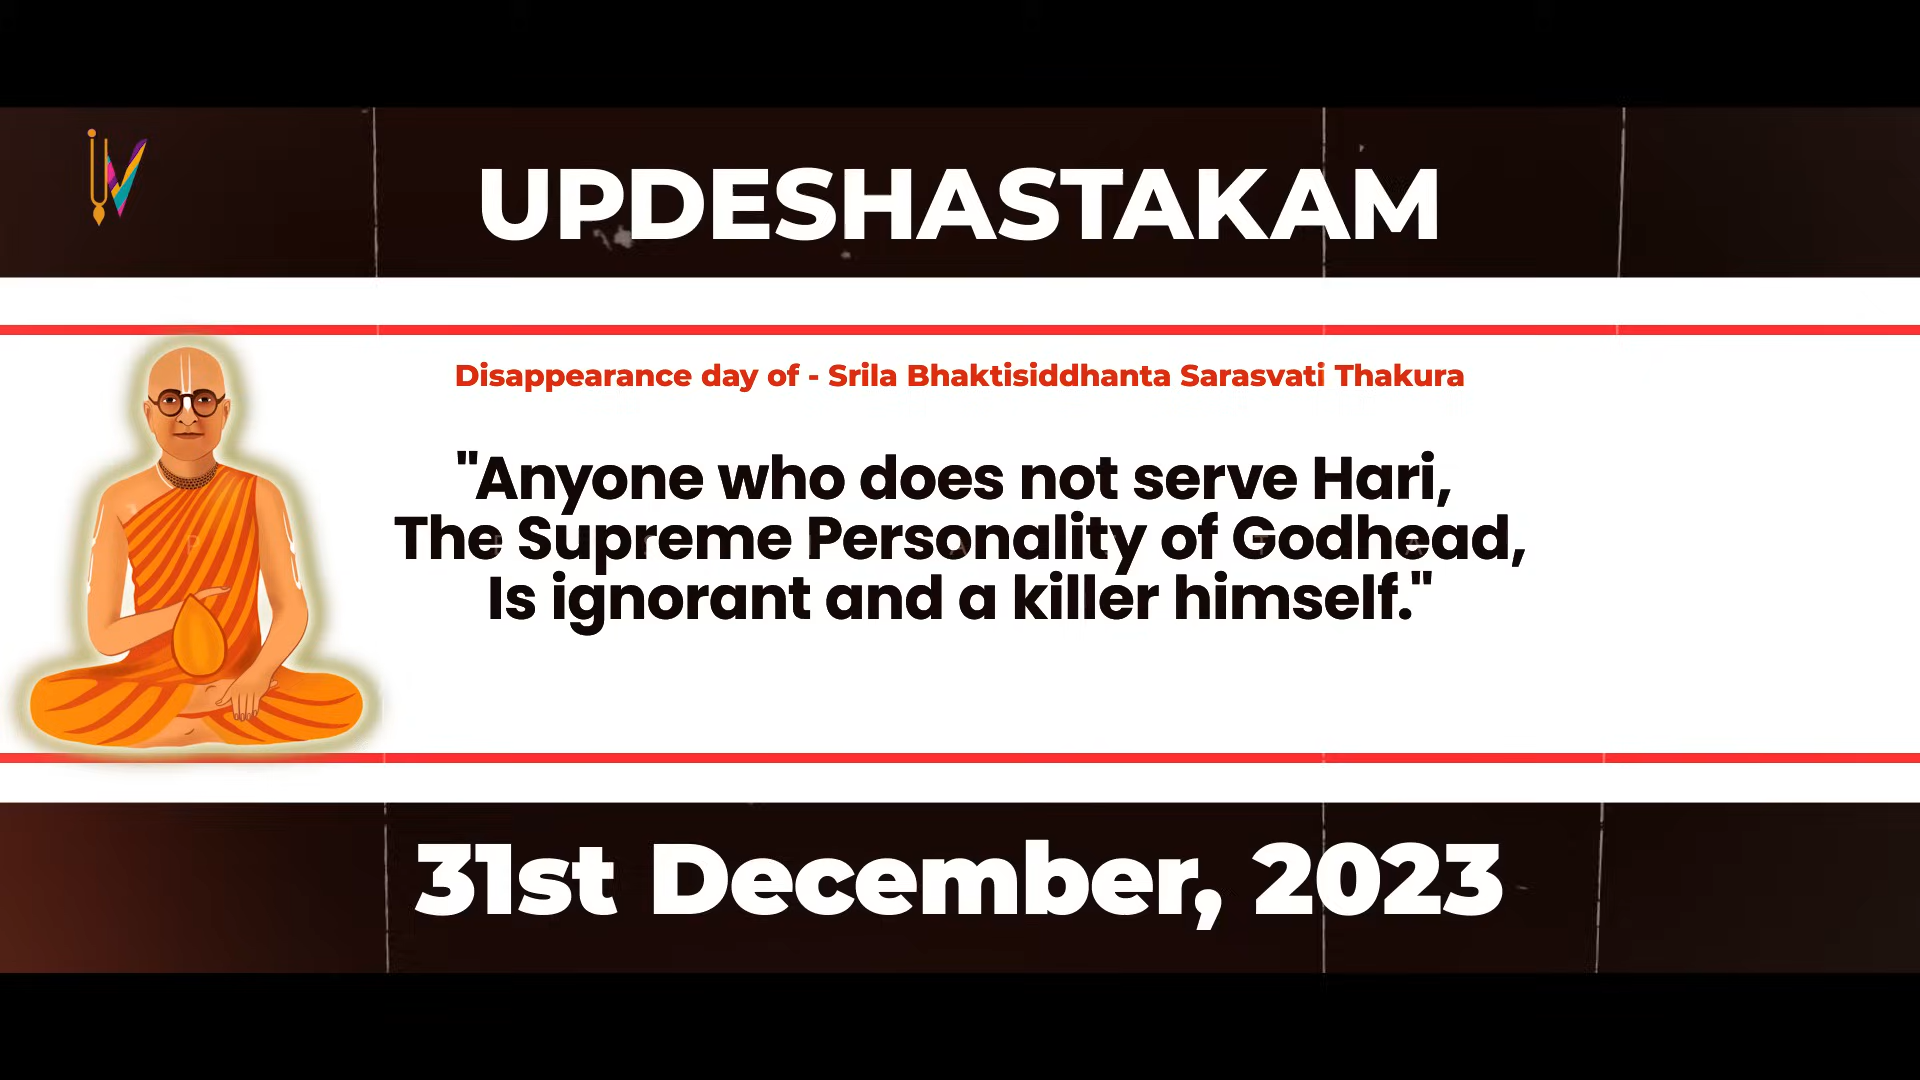 UPDESHASTAKAM
Disappearance day of - Srila Bhaktisiddhanta Sarasvati Thakura
"Anyone who does not serve Hari,
The Supreme Personality of Godhead,
Is ignorant and a killer himself."
31st December, 2023